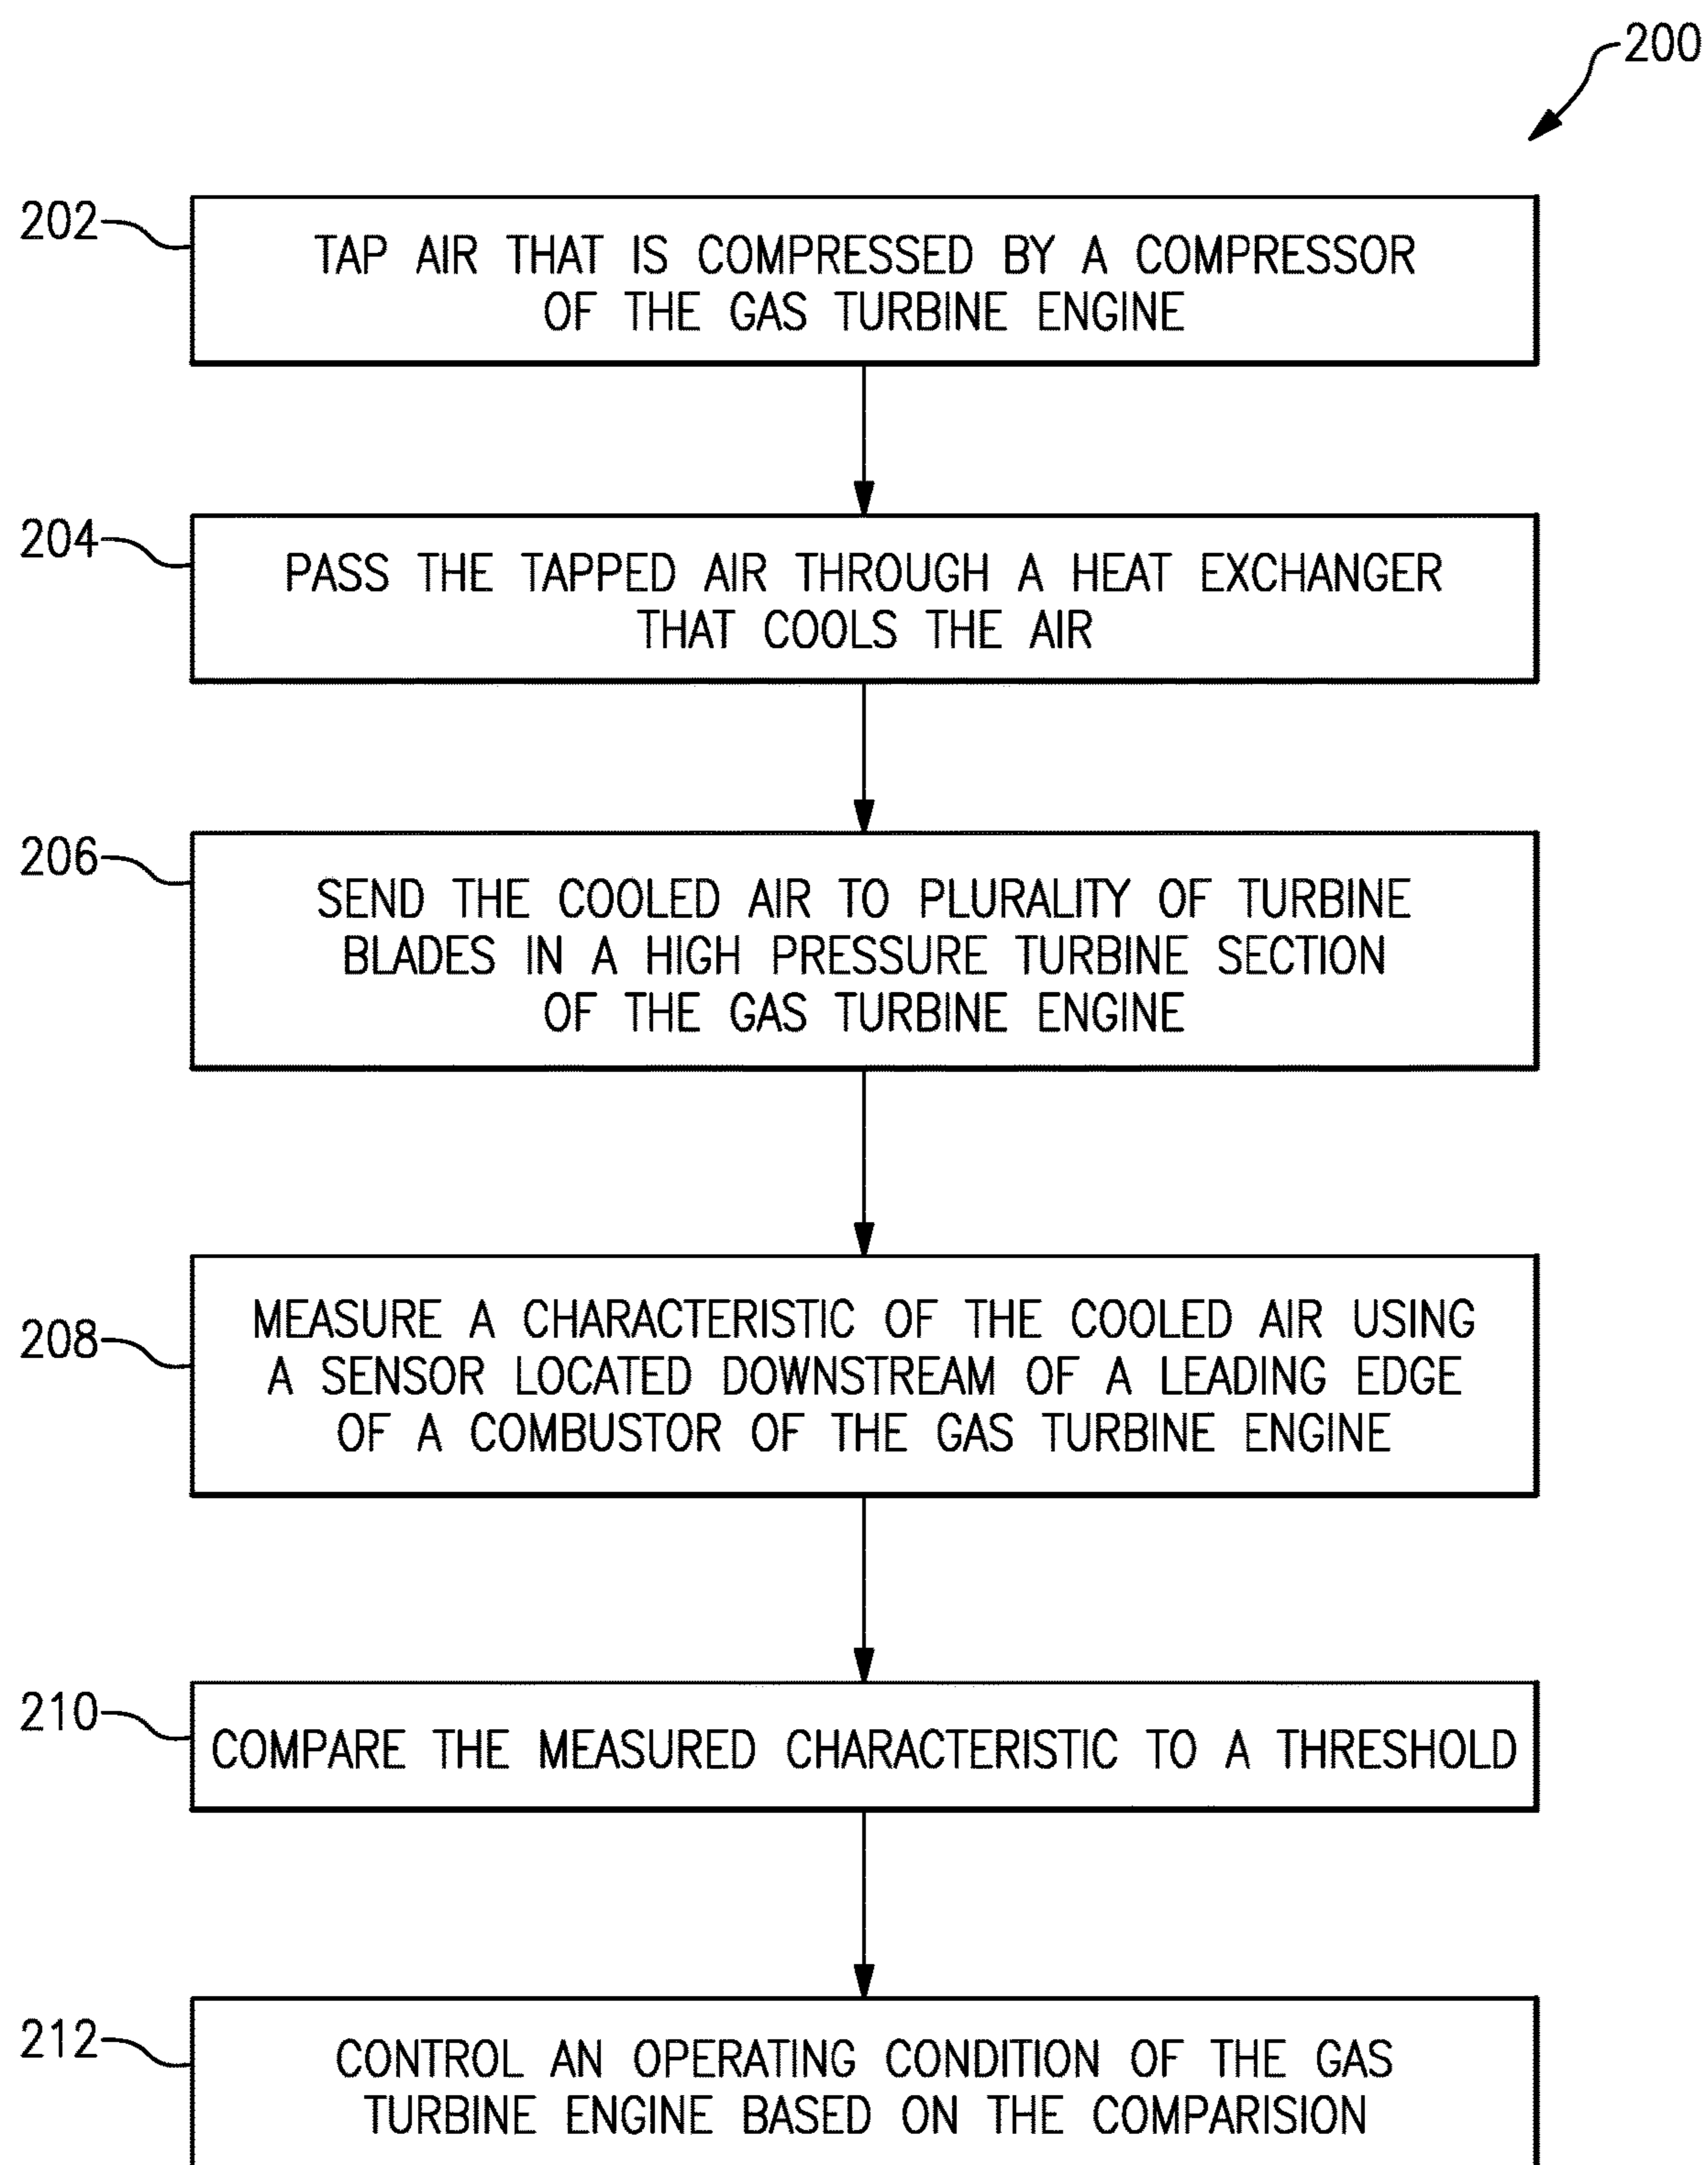 200
202
TAP AIR THAT IS COMPRESSED BY A COMPRESSOR
OF THE GAS TURBINE ENGINE
204
PASS THE TAPPED AIR THROUGH A HEAT EXCHANGER
THAT COOLS THE AIR
206
SEND THE COOLED AIR TO PLURALITY OF TURBINE
BLADES IN A HIGH PRESSURE TURBINE SECTION
OF THE GAS TURBINE ENGINE
208
MEASURE A CHARACTERISTIC OF THE COOLED AIR USING
A SENSOR LOCATED DOWNSTREAM OF A LEADING EDGE
OF A COMBUSTOR OF THE GAS TURBINE ENGINE
210
COMPARE THE MEASURED CHARACTERISTIC TO A THRESHOLD
212
CONTROL AN OPERATING CONDITION OF THE GAS
TURBINE ENGINE BASED ON THE COMPARISION